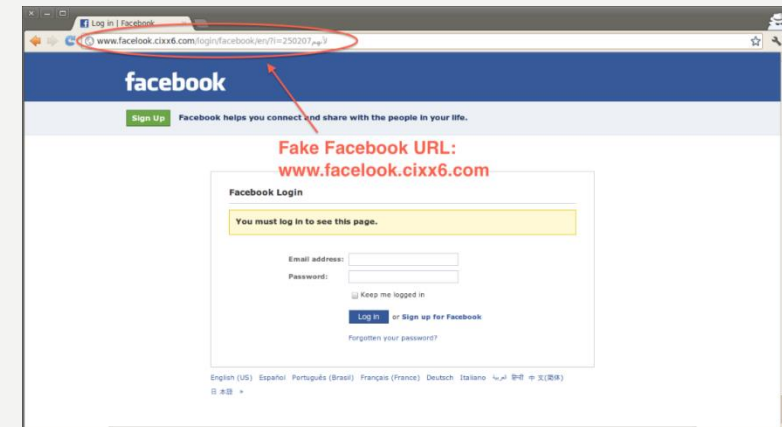 Log in | Facebook
www.facelook.cixx6.com/login/facebook/en/?i=250207
facebook
Sign Up Facebook helps you connect and share with the people in your life.
Fake Facebook URL:
www.facelook.cixx6.com
Facebook Login
You must log in to see this page.
Email address:
Password:
Keep me logged in
Log in or Sign up for Facebook
Forgotten your password?
English (US) Español Português (Brasil) Français (France) Deutsch Italiano العربية हिन्दी 中文(简体)
日本語 »